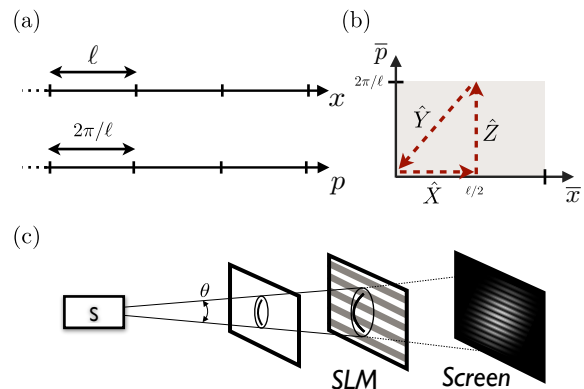 (a)
ℓ
x
2π/ℓ
p
(b)
p̅
2π/ℓ
Ŷ
Ẑ
X̂
ℓ/2
x̅
(c)
S
θ
SLM
Screen